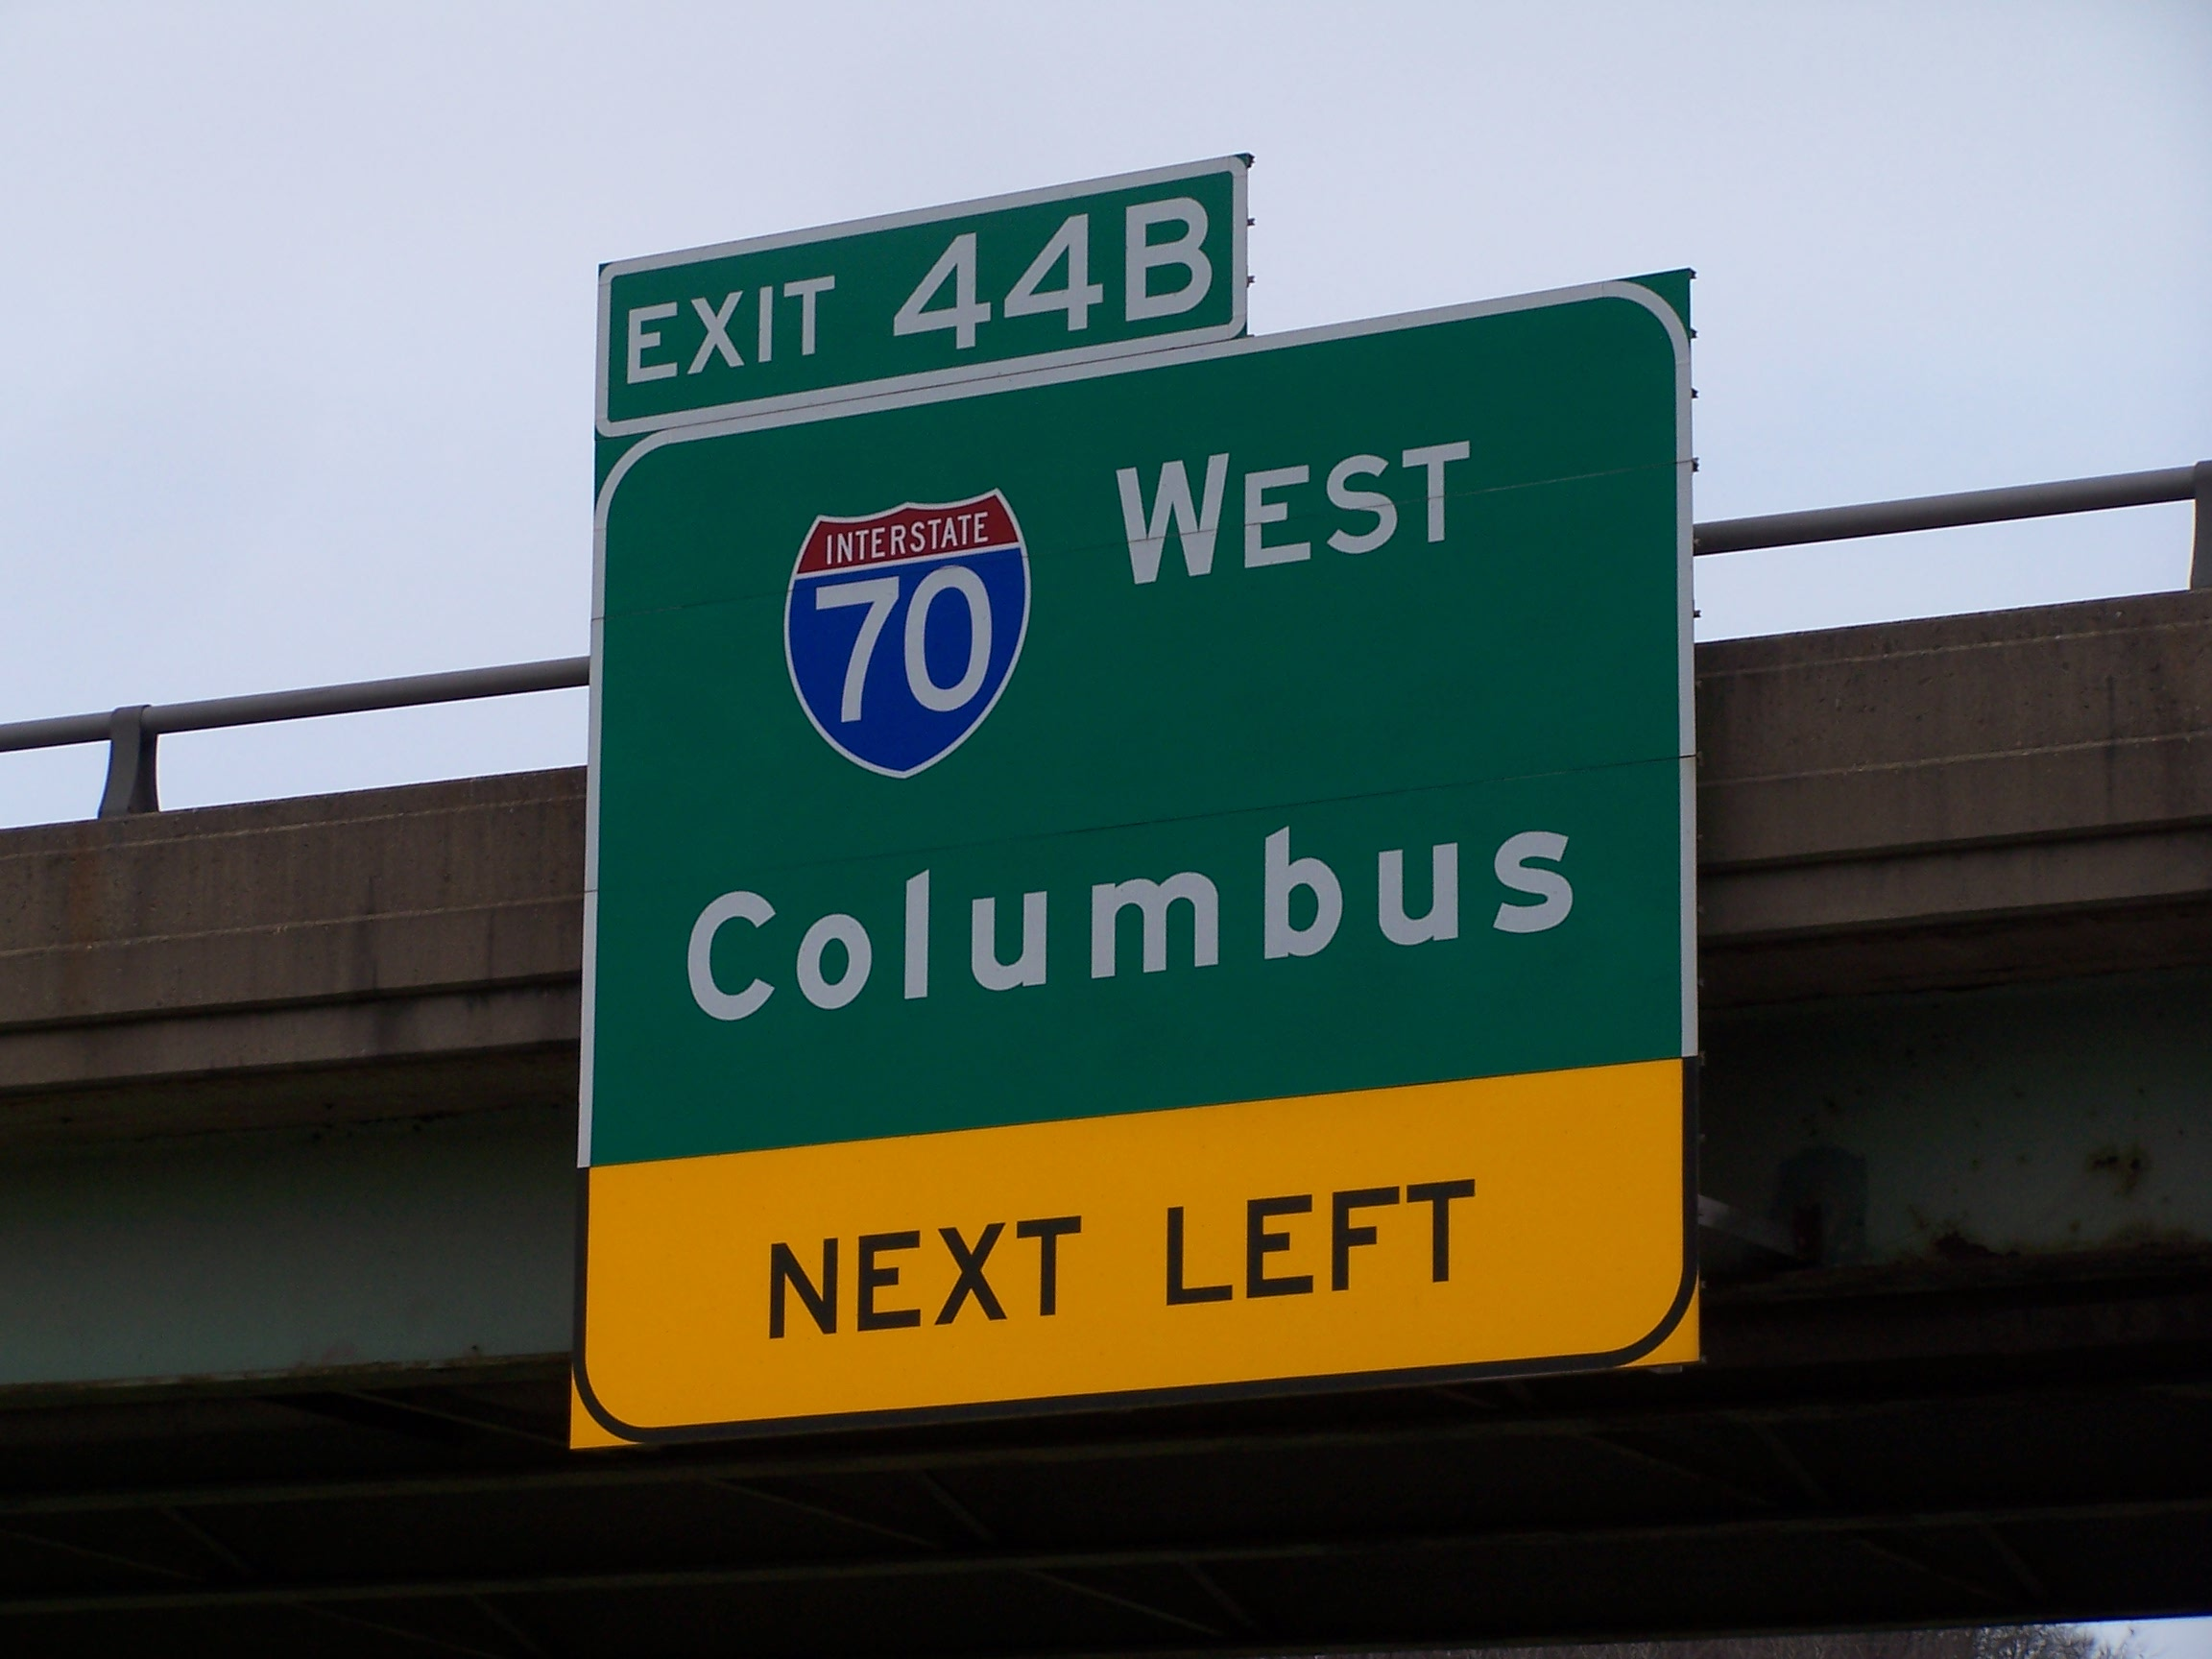 EXIT 44B
INTERSTATE
70
WEST
Columbus
NEXT LEFT